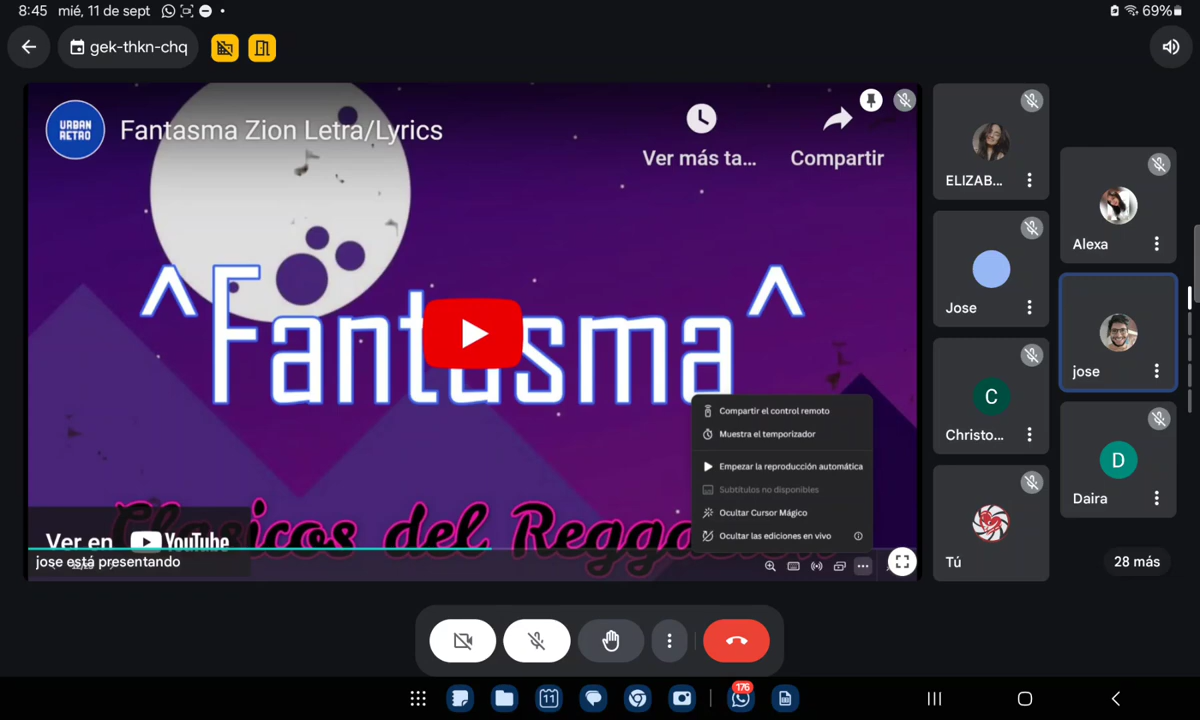 8:45 mié, 11 de sept
69%
gek-thkn-chq
URBAN
RETRO
Fantasma Zion Letra/Lyrics
Ver más ta...
Compartir
^Fantasma^
Clasicos del Reggaeton
Compartir el control remoto
Muestra el temporizador
Empezar la reproducción automática
Subtítulos no disponibles
Ocultar Cursor Mágico
Ocultar las ediciones en vivo
Ver en YouTube
jose está presentando
ELIZAB...
Jose
C
Christo...
Tú
Alexa
jose
D
Daira
28 más
11
176